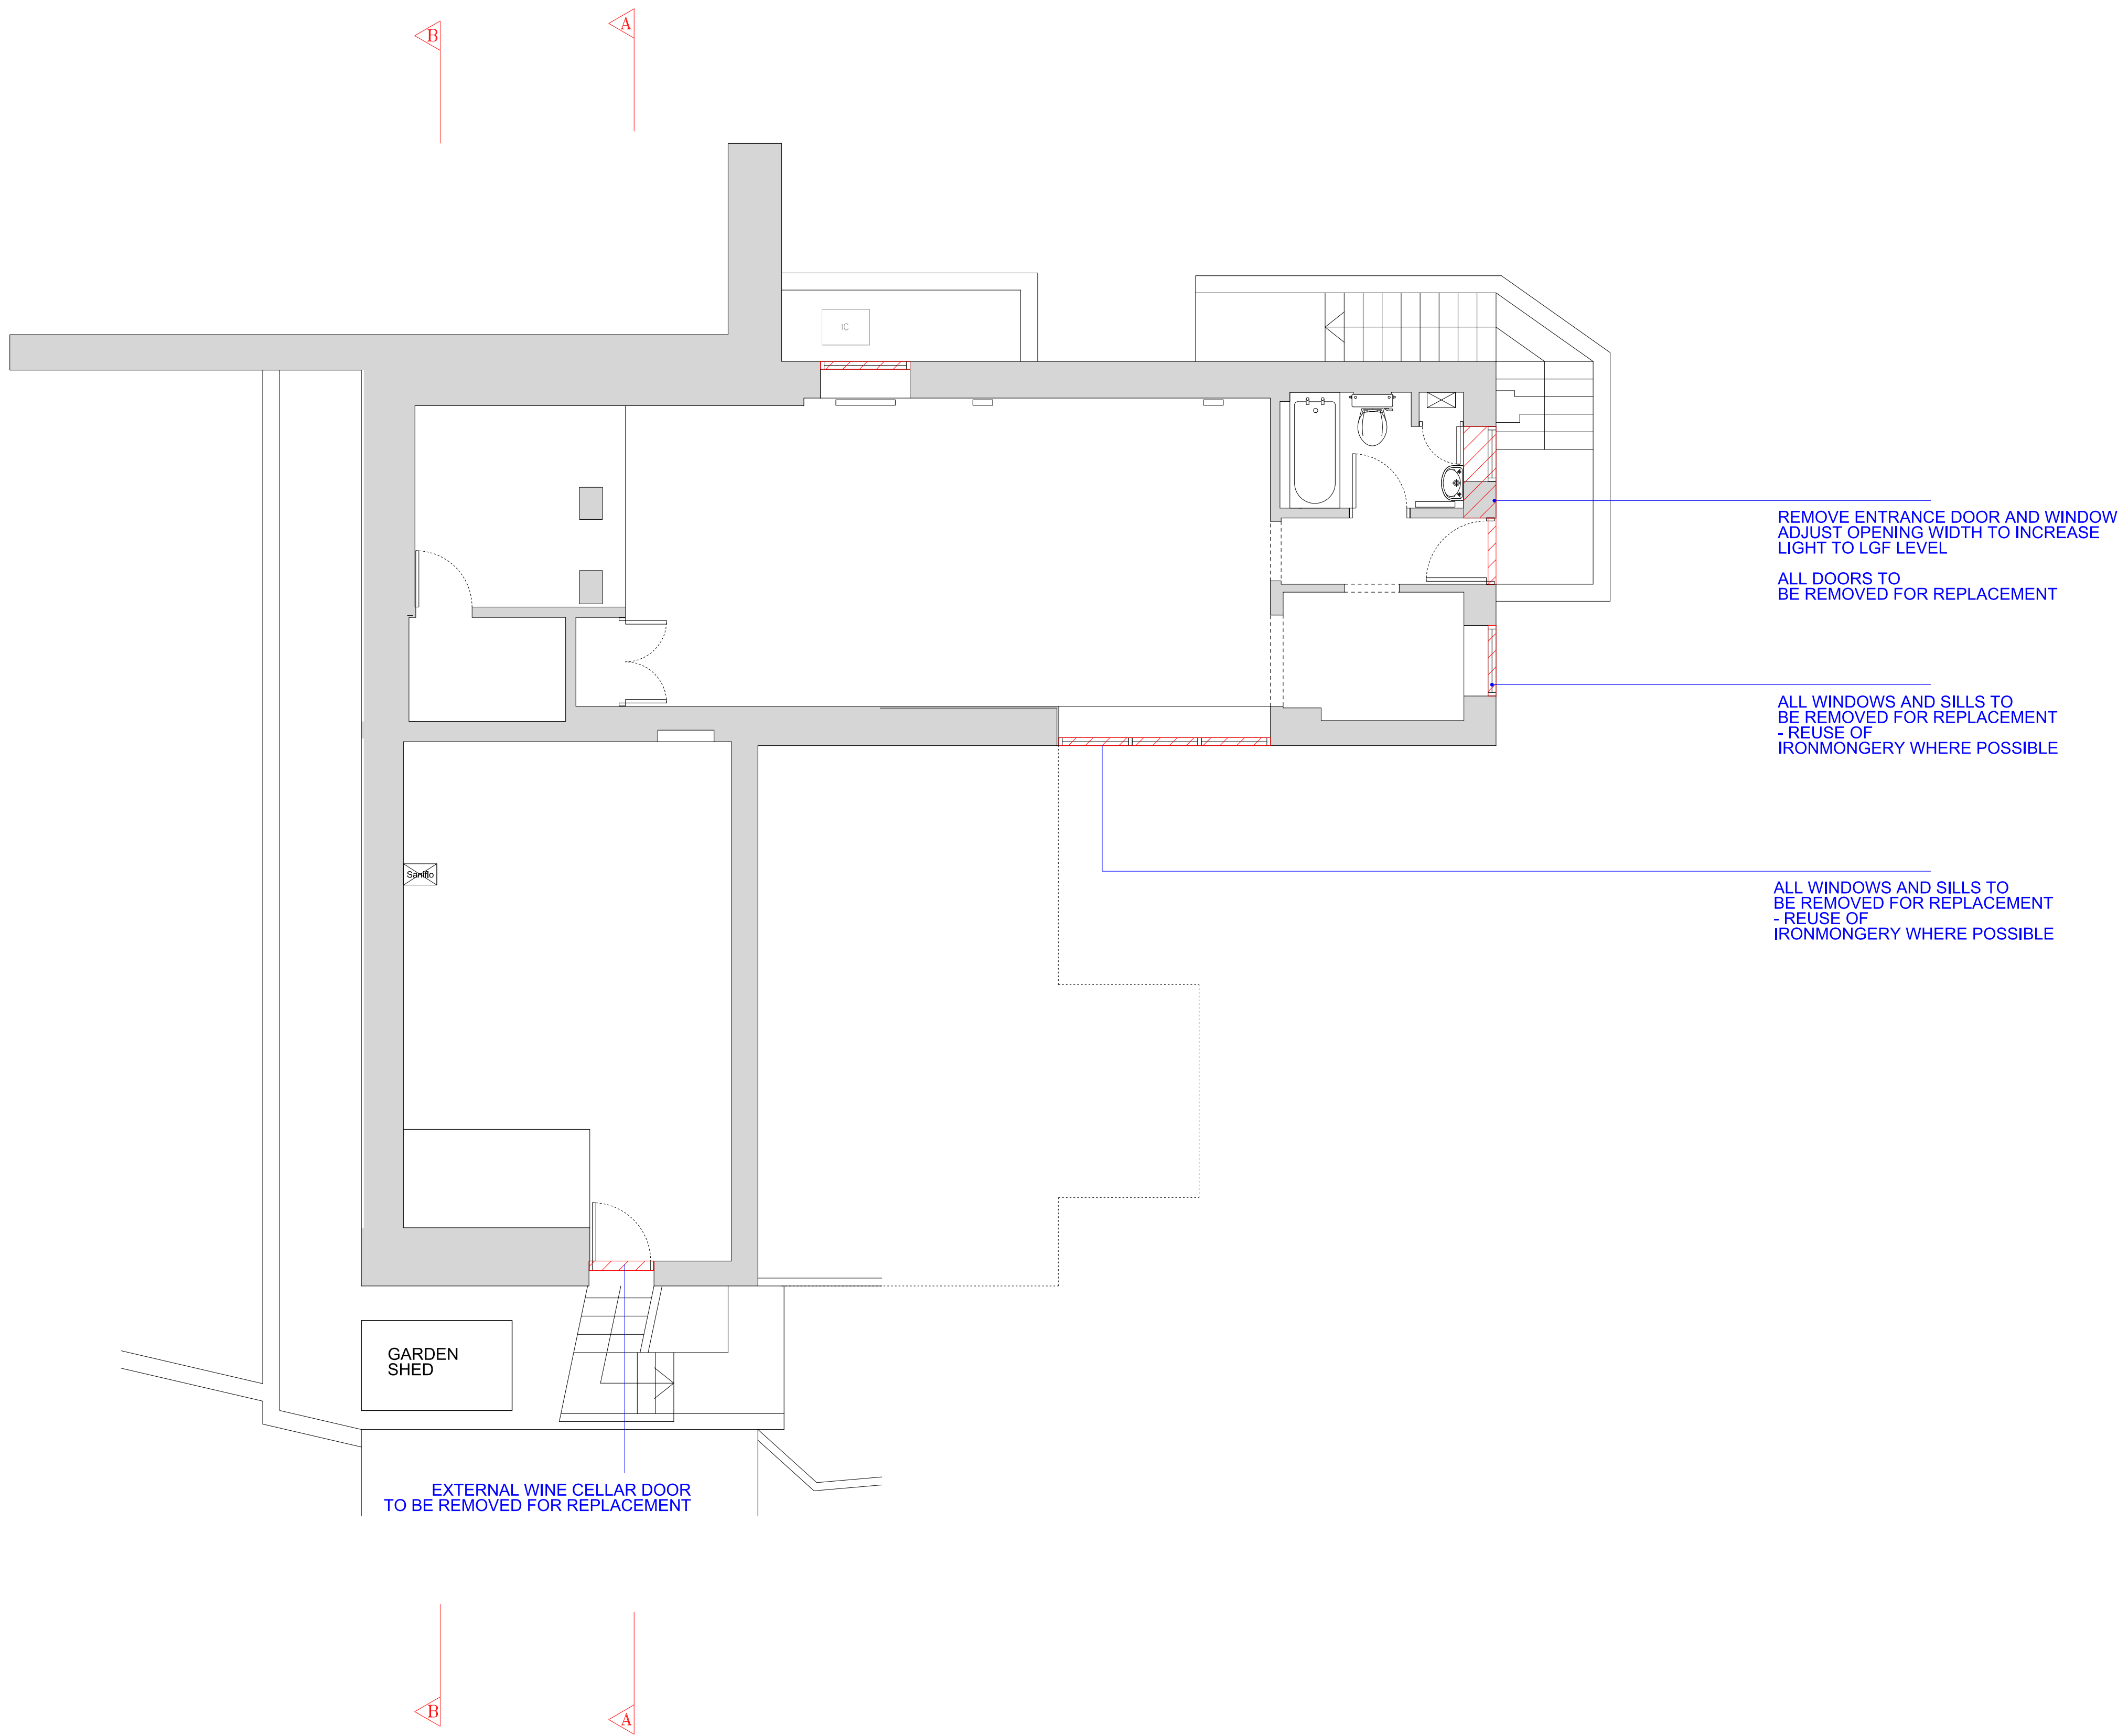 B
A
IC
REMOVE ENTRANCE DOOR AND WINDOW
ADJUST OPENING WIDTH TO INCREASE
LIGHT TO LGF LEVEL
ALL DOORS TO
BE REMOVED FOR REPLACEMENT
ALL WINDOWS AND SILLS TO
BE REMOVED FOR REPLACEMENT
- REUSE OF
IRONMONGERY WHERE POSSIBLE
Saniflo
ALL WINDOWS AND SILLS TO
BE REMOVED FOR REPLACEMENT
- REUSE OF
IRONMONGERY WHERE POSSIBLE
GARDEN
SHED
EXTERNAL WINE CELLAR DOOR
TO BE REMOVED FOR REPLACEMENT
B
A